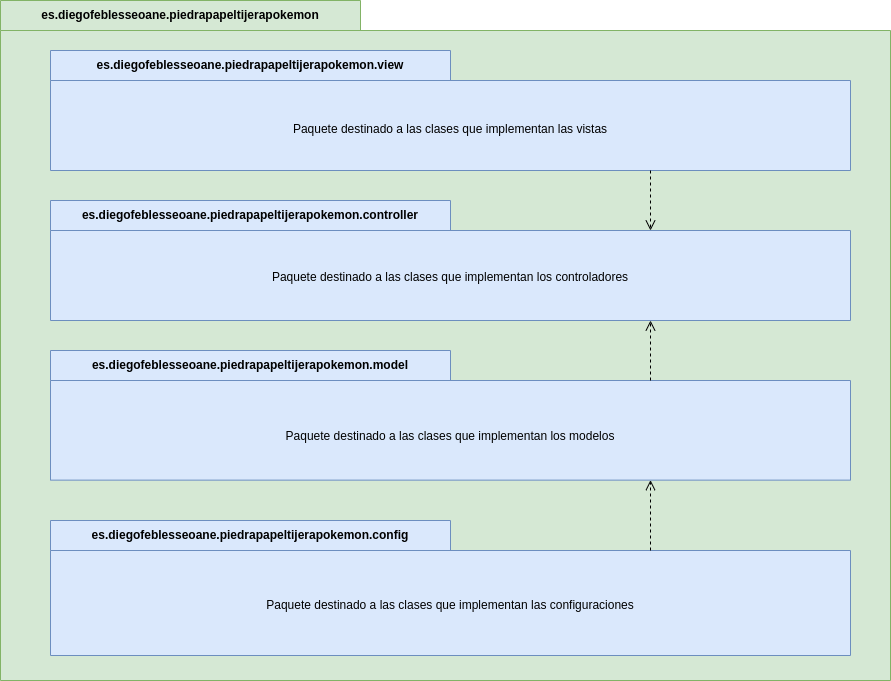 es.diegofeblesseoane.piedrapapeltijerapokemon
es.diegofeblesseoane.piedrapapeltijerapokemon.view
Paquete destinado a las clases que implementan las vistas
es.diegofeblesseoane.piedrapapeltijerapokemon.controller
Paquete destinado a las clases que implementan los controladores
es.diegofeblesseoane.piedrapapeltijerapokemon.model
Paquete destinado a las clases que implementan los modelos
es.diegofeblesseoane.piedrapapeltijerapokemon.config
Paquete destinado a las clases que implementan las configuraciones